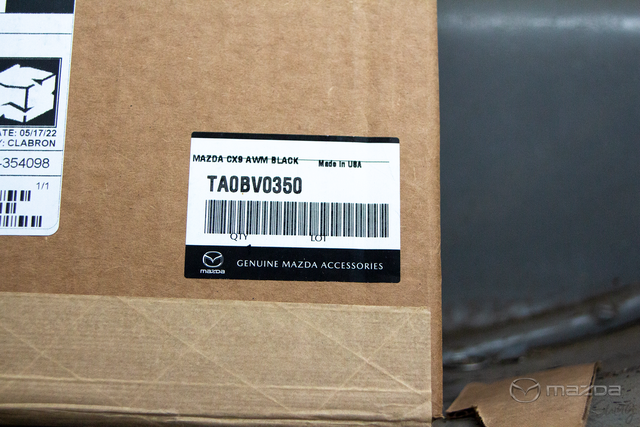 ATE: 05/17/22
Y: CLABRON
-354098
1/1
MAZDA CX9 AWM BLACK Made in USA
TA0BV0350
QTY LOT
mazda GENUINE MAZDA ACCESSORIES
mazda